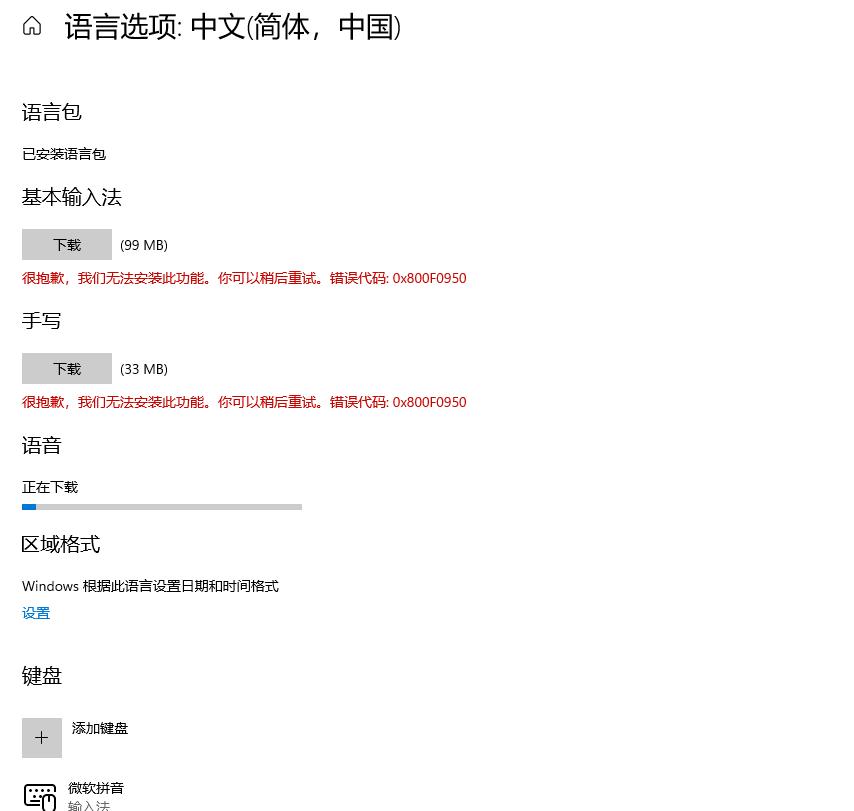 语言选项: 中文(简体，中国)
语言包
已安装语言包
基本输入法
下载 (99 MB)
很抱歉，我们无法安装此功能。你可以稍后重试。错误代码: 0x800F0950
手写
下载 (33 MB)
很抱歉，我们无法安装此功能。你可以稍后重试。错误代码: 0x800F0950
语音
正在下载
区域格式
Windows 根据此语言设置日期和时间格式
设置
键盘
添加键盘
微软拼音
输入法